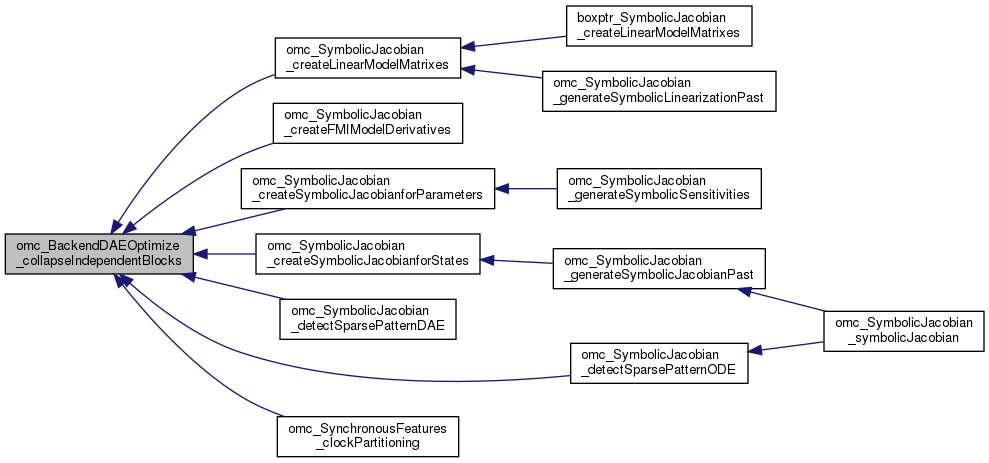 boxptr_SymbolicJacobian
_createLinearModelMatrixes
omc_SymbolicJacobian
_createLinearModelMatrixes
omc_SymbolicJacobian
_generateSymbolicLinearizationPast
omc_SymbolicJacobian
_createFMIModelDerivatives
omc_SymbolicJacobian
_createSymbolicJacobianforParameters
omc_SymbolicJacobian
_generateSymbolicSensitivities
omc_BackendDAEOptimize
_collapseIndependentBlocks
omc_SymbolicJacobian
_createSymbolicJacobianforStates
omc_SymbolicJacobian
_generateSymbolicJacobianPast
omc_SymbolicJacobian
_detectSparsePatternDAE
omc_SymbolicJacobian
_symbolicJacobian
omc_SymbolicJacobian
_detectSparsePatternODE
omc_SynchronousFeatures
_clockPartitioning